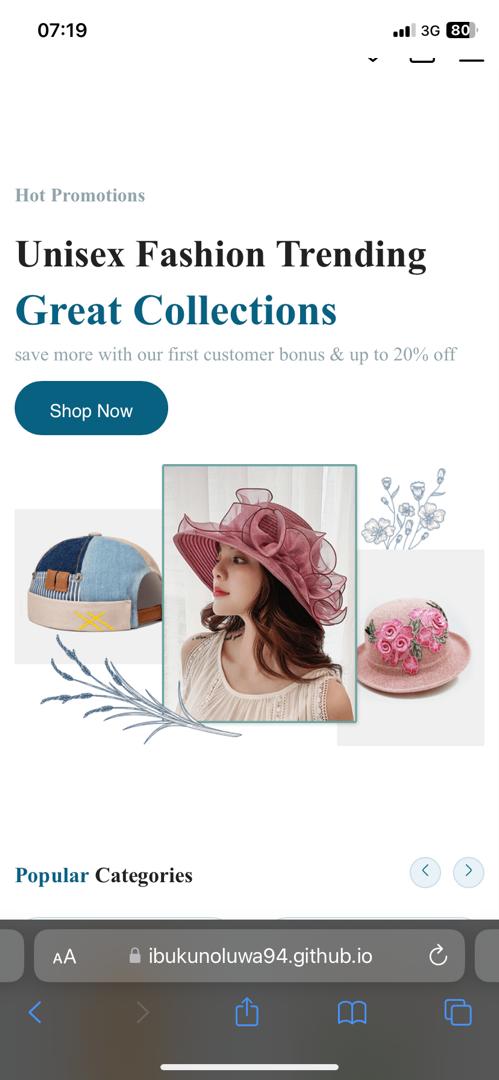 07:19
3G
80
Hot Promotions
Unisex Fashion Trending
Great Collections
save more with our first customer bonus & up to 20% off
Shop Now
Popular Categories
AA
ibukunoluwa94.github.io